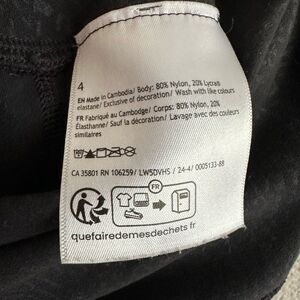 4
EN Made in Cambodia/ Body: 80% Nylon, 20% Lycra/s
elastane/ Exclusive of decoration/ Wash with like colours
FR Fabriqué au Cambodge/ Corps: 80% Nylon, 20%
Élasthanne/ Sur décoration/ Lavage avec des couleurs
similaires
CA 35801 RN 106259/ LW5DVHS / 24-4/ 0005133-88
FR
quefairedemesdechets.fr